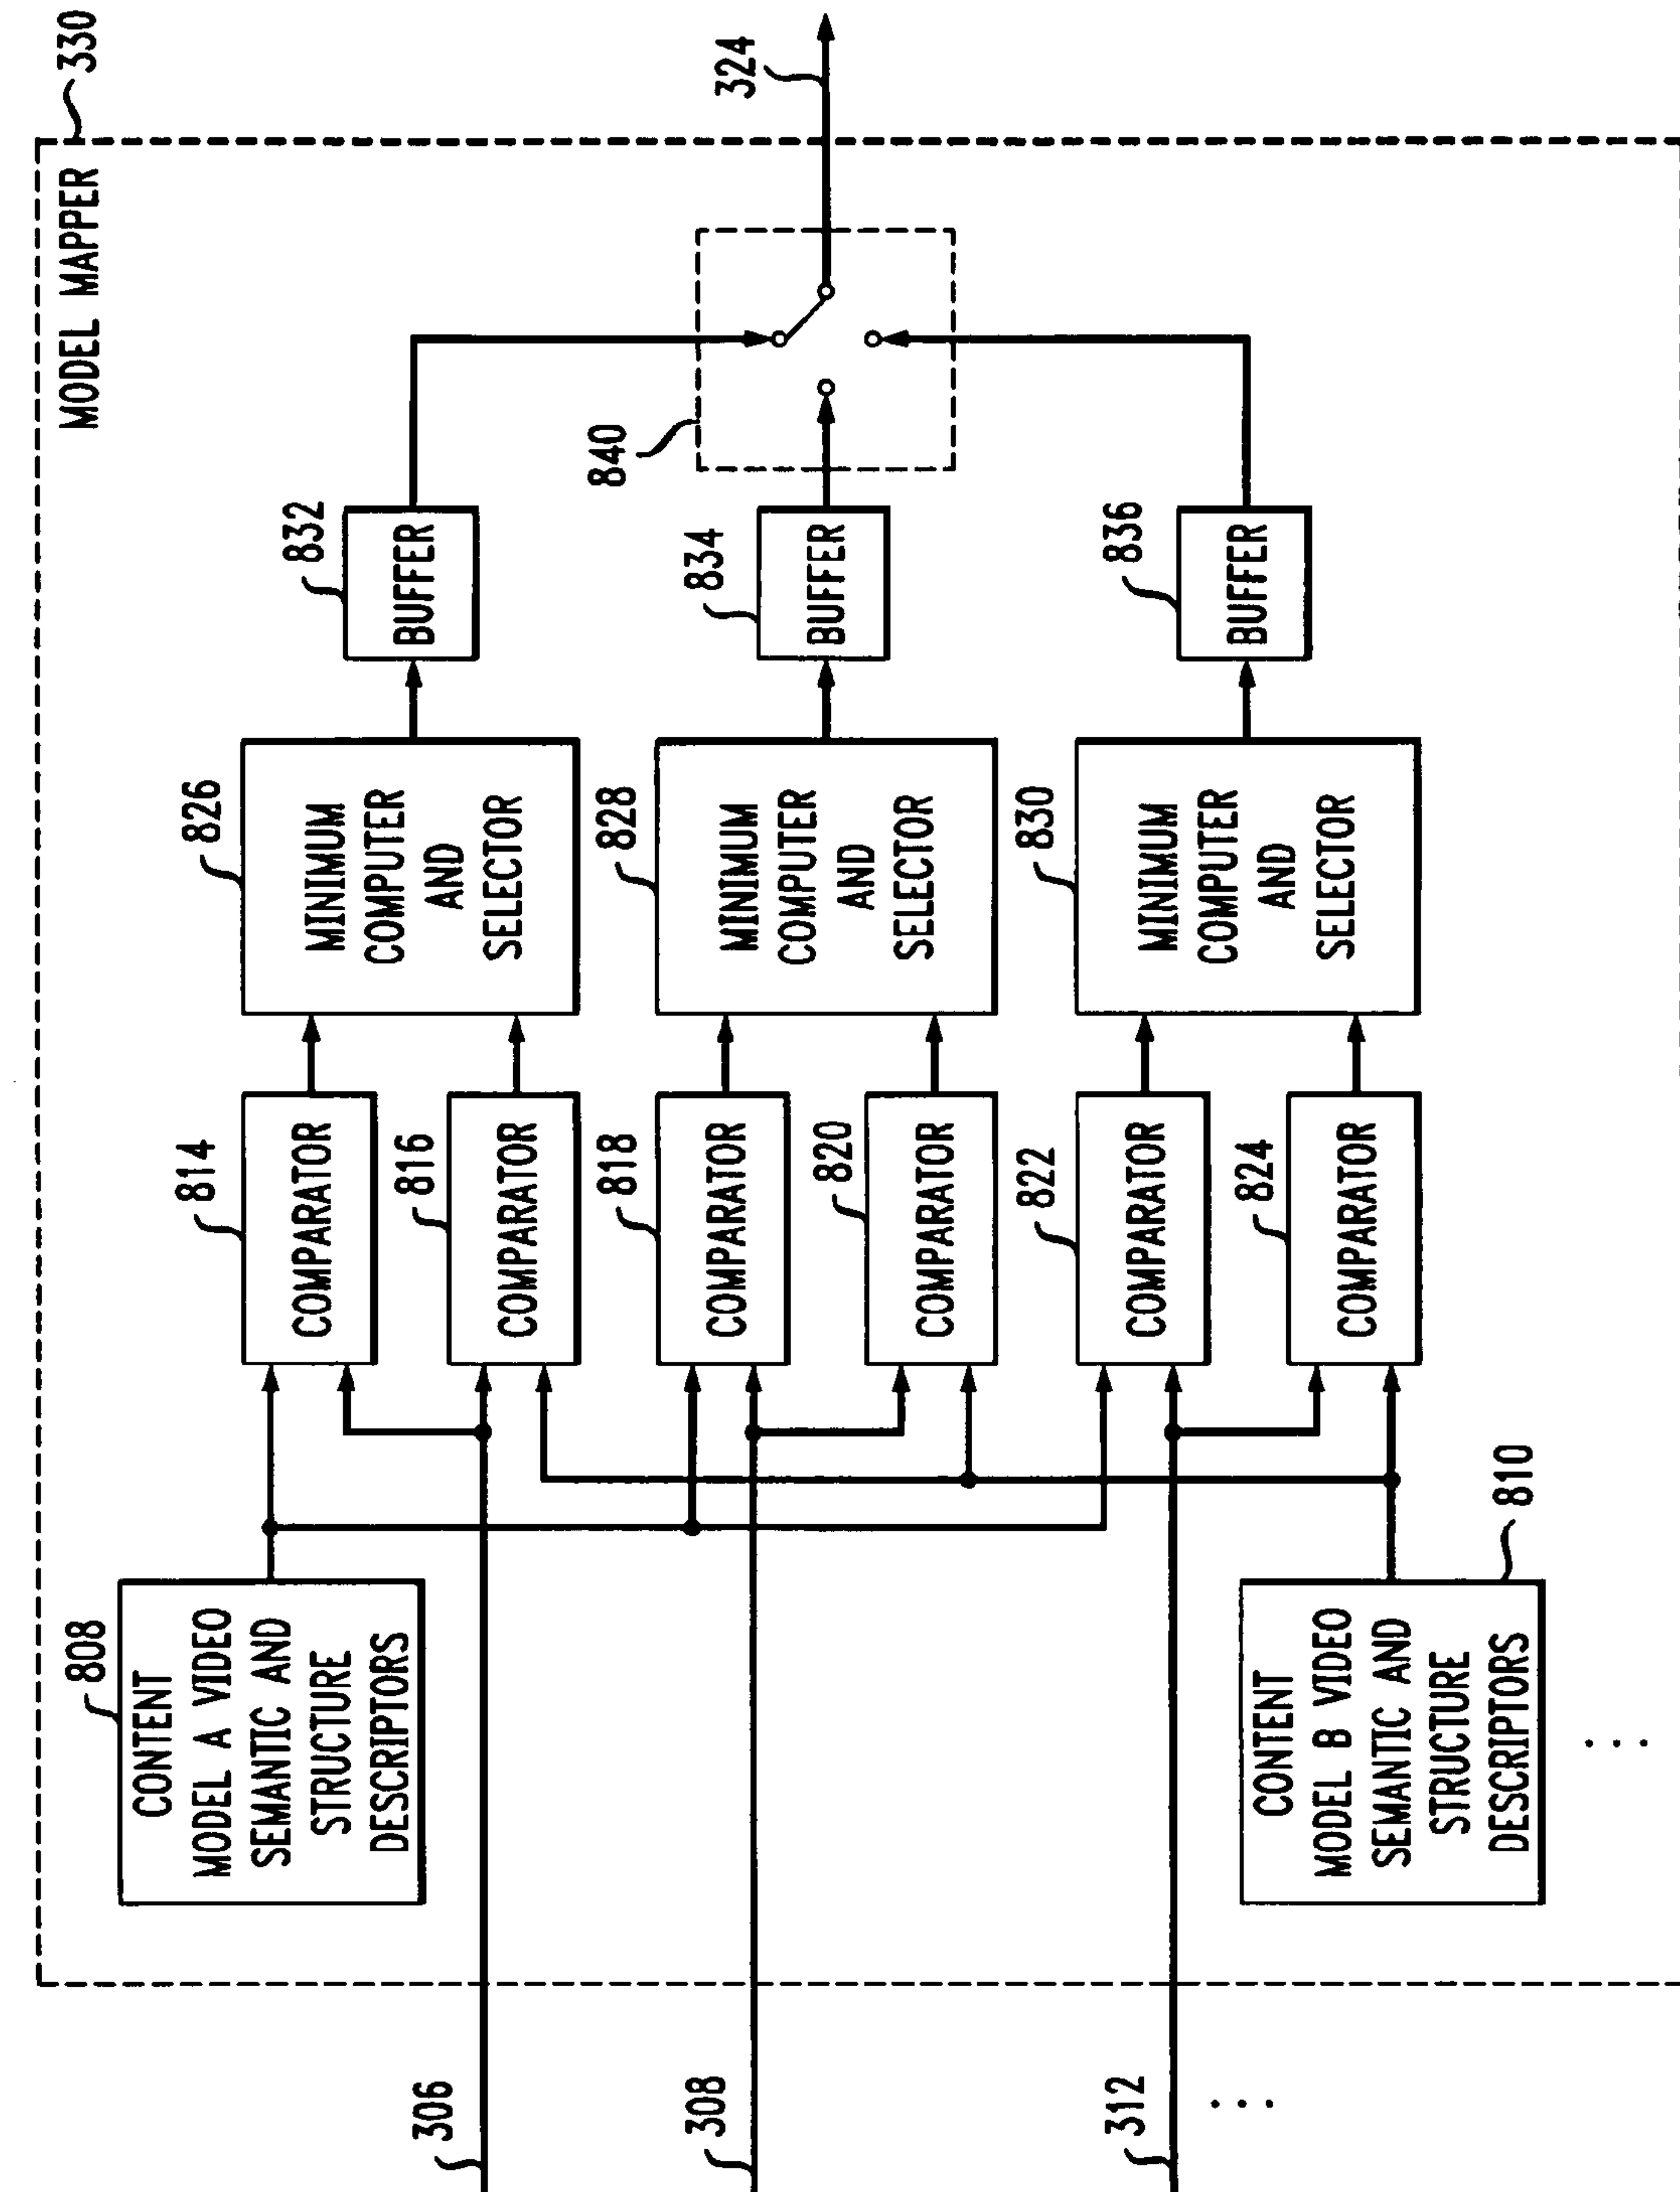 330
MODEL MAPPER
324
840
832
BUFFER
834
BUFFER
836
BUFFER
826
MINIMUM
COMPUTER
AND
SELECTOR
828
MINIMUM
COMPUTER
AND
SELECTOR
830
MINIMUM
COMPUTER
AND
SELECTOR
814
COMPARATOR
816
COMPARATOR
818
COMPARATOR
820
COMPARATOR
822
COMPARATOR
824
COMPARATOR
808
CONTENT
MODEL A VIDEO
SEMANTIC AND
STRUCTURE
DESCRIPTORS
810
CONTENT
MODEL B VIDEO
SEMANTIC AND
STRUCTURE
DESCRIPTORS
. . .
306
308
312
. . .